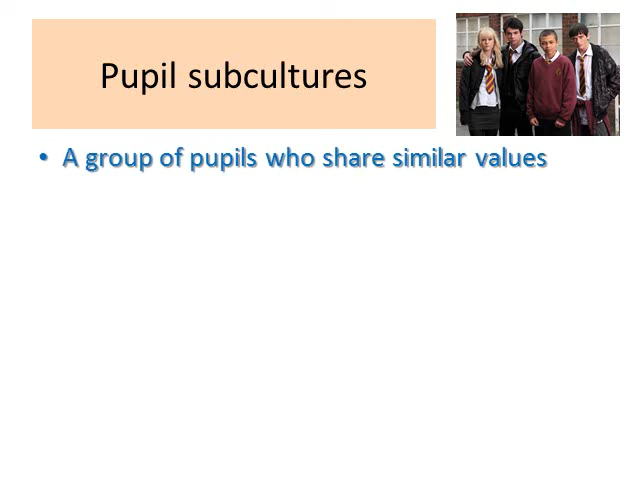 Pupil subcultures
• A group of pupils who share similar values